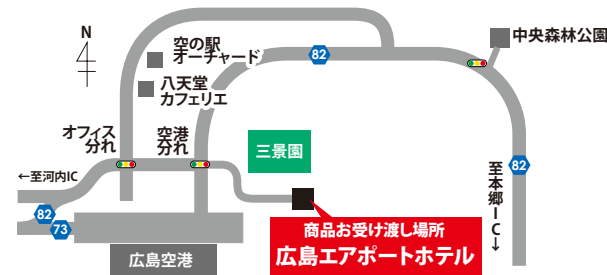 N
空の駅
オーチャード
82
中央森林公園
八天堂
カフェリエ
オフィス
分れ
空港
分れ
三景園
←至河内IC
82
至本郷IC→
82
73
商品お受け渡し場所
広島エアポートホテル
広島空港